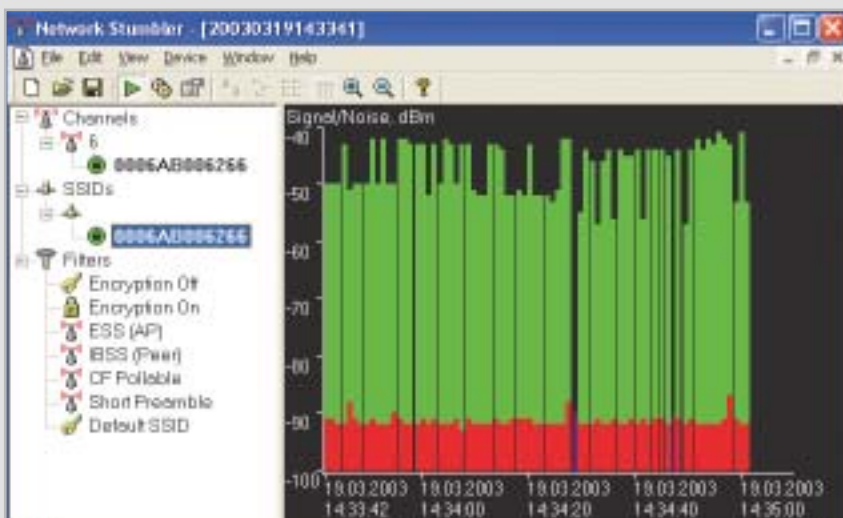 Network Stumbler - [20030319143341]
File Edit View Device Window Help
Channels
6
0006AB006266
SSIDs
0006AB006266
Filters
Encryption Off
Encryption On
ESS (AP)
IBSS (Peer)
CF Pollable
Short Preamble
Default SSID
Signal/Noise, dBm
-40
-50
-60
-70
-80
-90
-100
19.03.2003 19.03.2003 19.03.2003 19.03.2003 19.03.2003
14:33:42 14:34:00 14:34:20 14:34:40 14:35:00